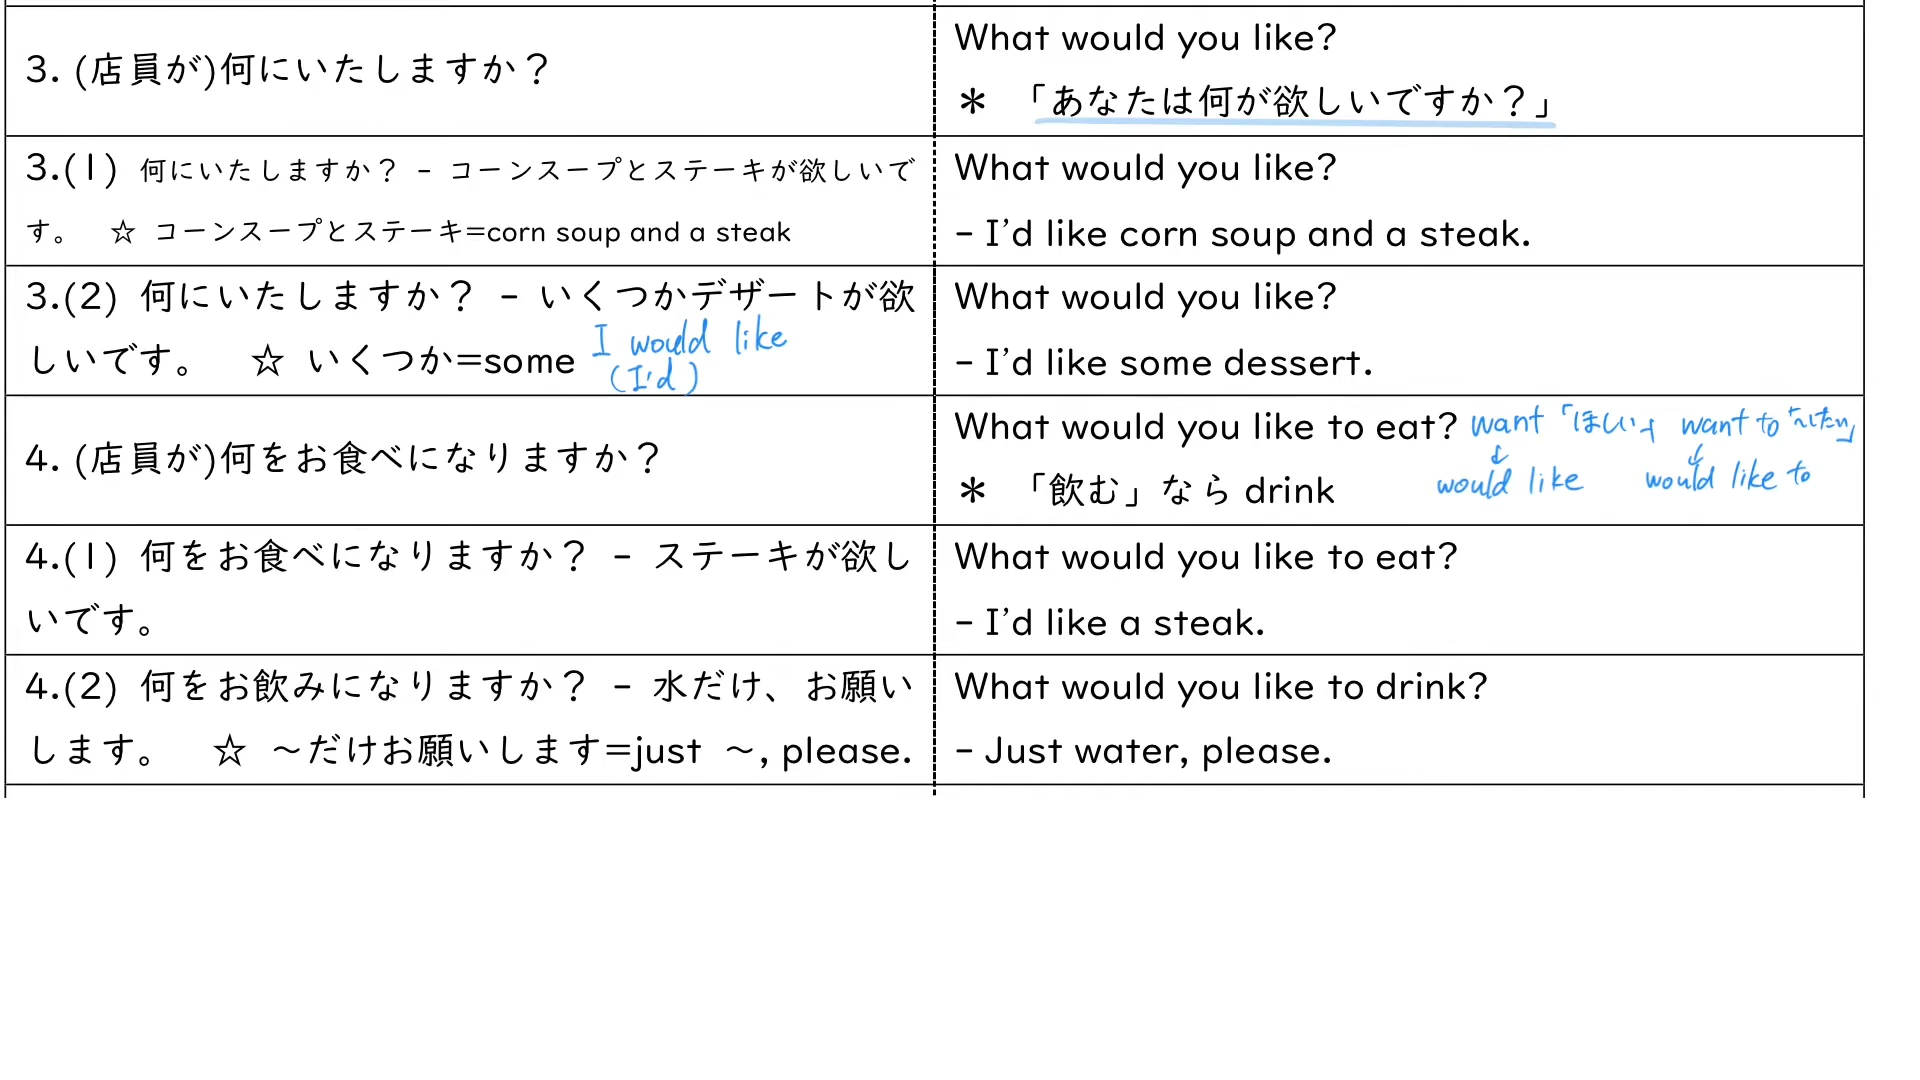 3. (店員が)何にいたしますか？
What would you like?
＊ 「あなたは何が欲しいですか？」
3.(1) 何にいたしますか？ - コーンスープとステーキが欲しいで
す。 ☆ コーンスープとステーキ=corn soup and a steak
What would you like?
- I'd like corn soup and a steak.
3.(2) 何にいたしますか？ - いくつかデザートが欲
しいです。 ☆ いくつか=some
I would like
(I'd)
What would you like?
- I'd like some dessert.
4. (店員が)何をお食べになりますか？
What would you like to eat?
＊ 「飲む」なら drink
want「ほしい」 want to「~したい」
↓ ↓
would like would like to
4.(1) 何をお食べになりますか？ - ステーキが欲し
いです。
What would you like to eat?
- I'd like a steak.
4.(2) 何をお飲みになりますか？ - 水だけ、お願い
します。 ☆ ～だけお願いします=just ～, please.
What would you like to drink?
- Just water, please.